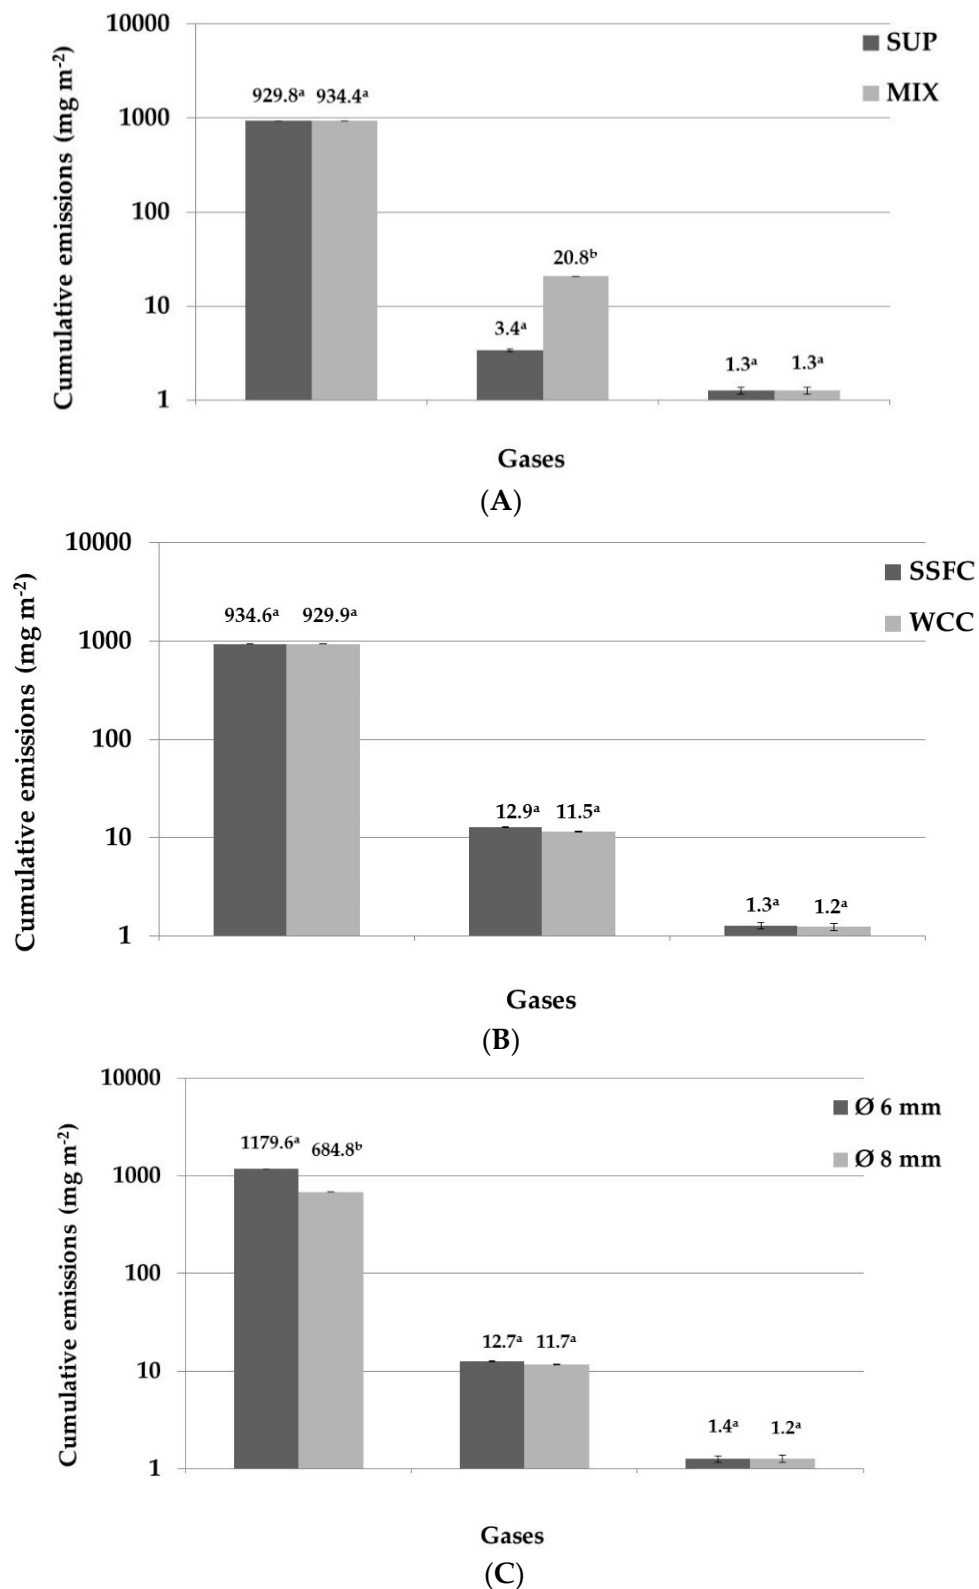 10000
SUP
MIX
929.8ᵃ 934.4ᵃ
1000
100
20.8ᵇ
10
3.4ᵃ
1.3ᵃ 1.3ᵃ
1
Cumulative emissions (mg m⁻²)
Gases
(A)
10000
SSFC
WCC
934.6ᵃ 929.9ᵃ
1000
100
12.9ᵃ 11.5ᵃ
10
1.3ᵃ 1.2ᵃ
1
Cumulative emissions (mg m⁻²)
Gases
(B)
10000
Ø 6 mm
Ø 8 mm
1179.6ᵃ 684.8ᵇ
1000
100
12.7ᵃ 11.7ᵃ
10
1.4ᵃ 1.2ᵃ
1
Cumulative emissions (mg m⁻²)
Gases
(C)